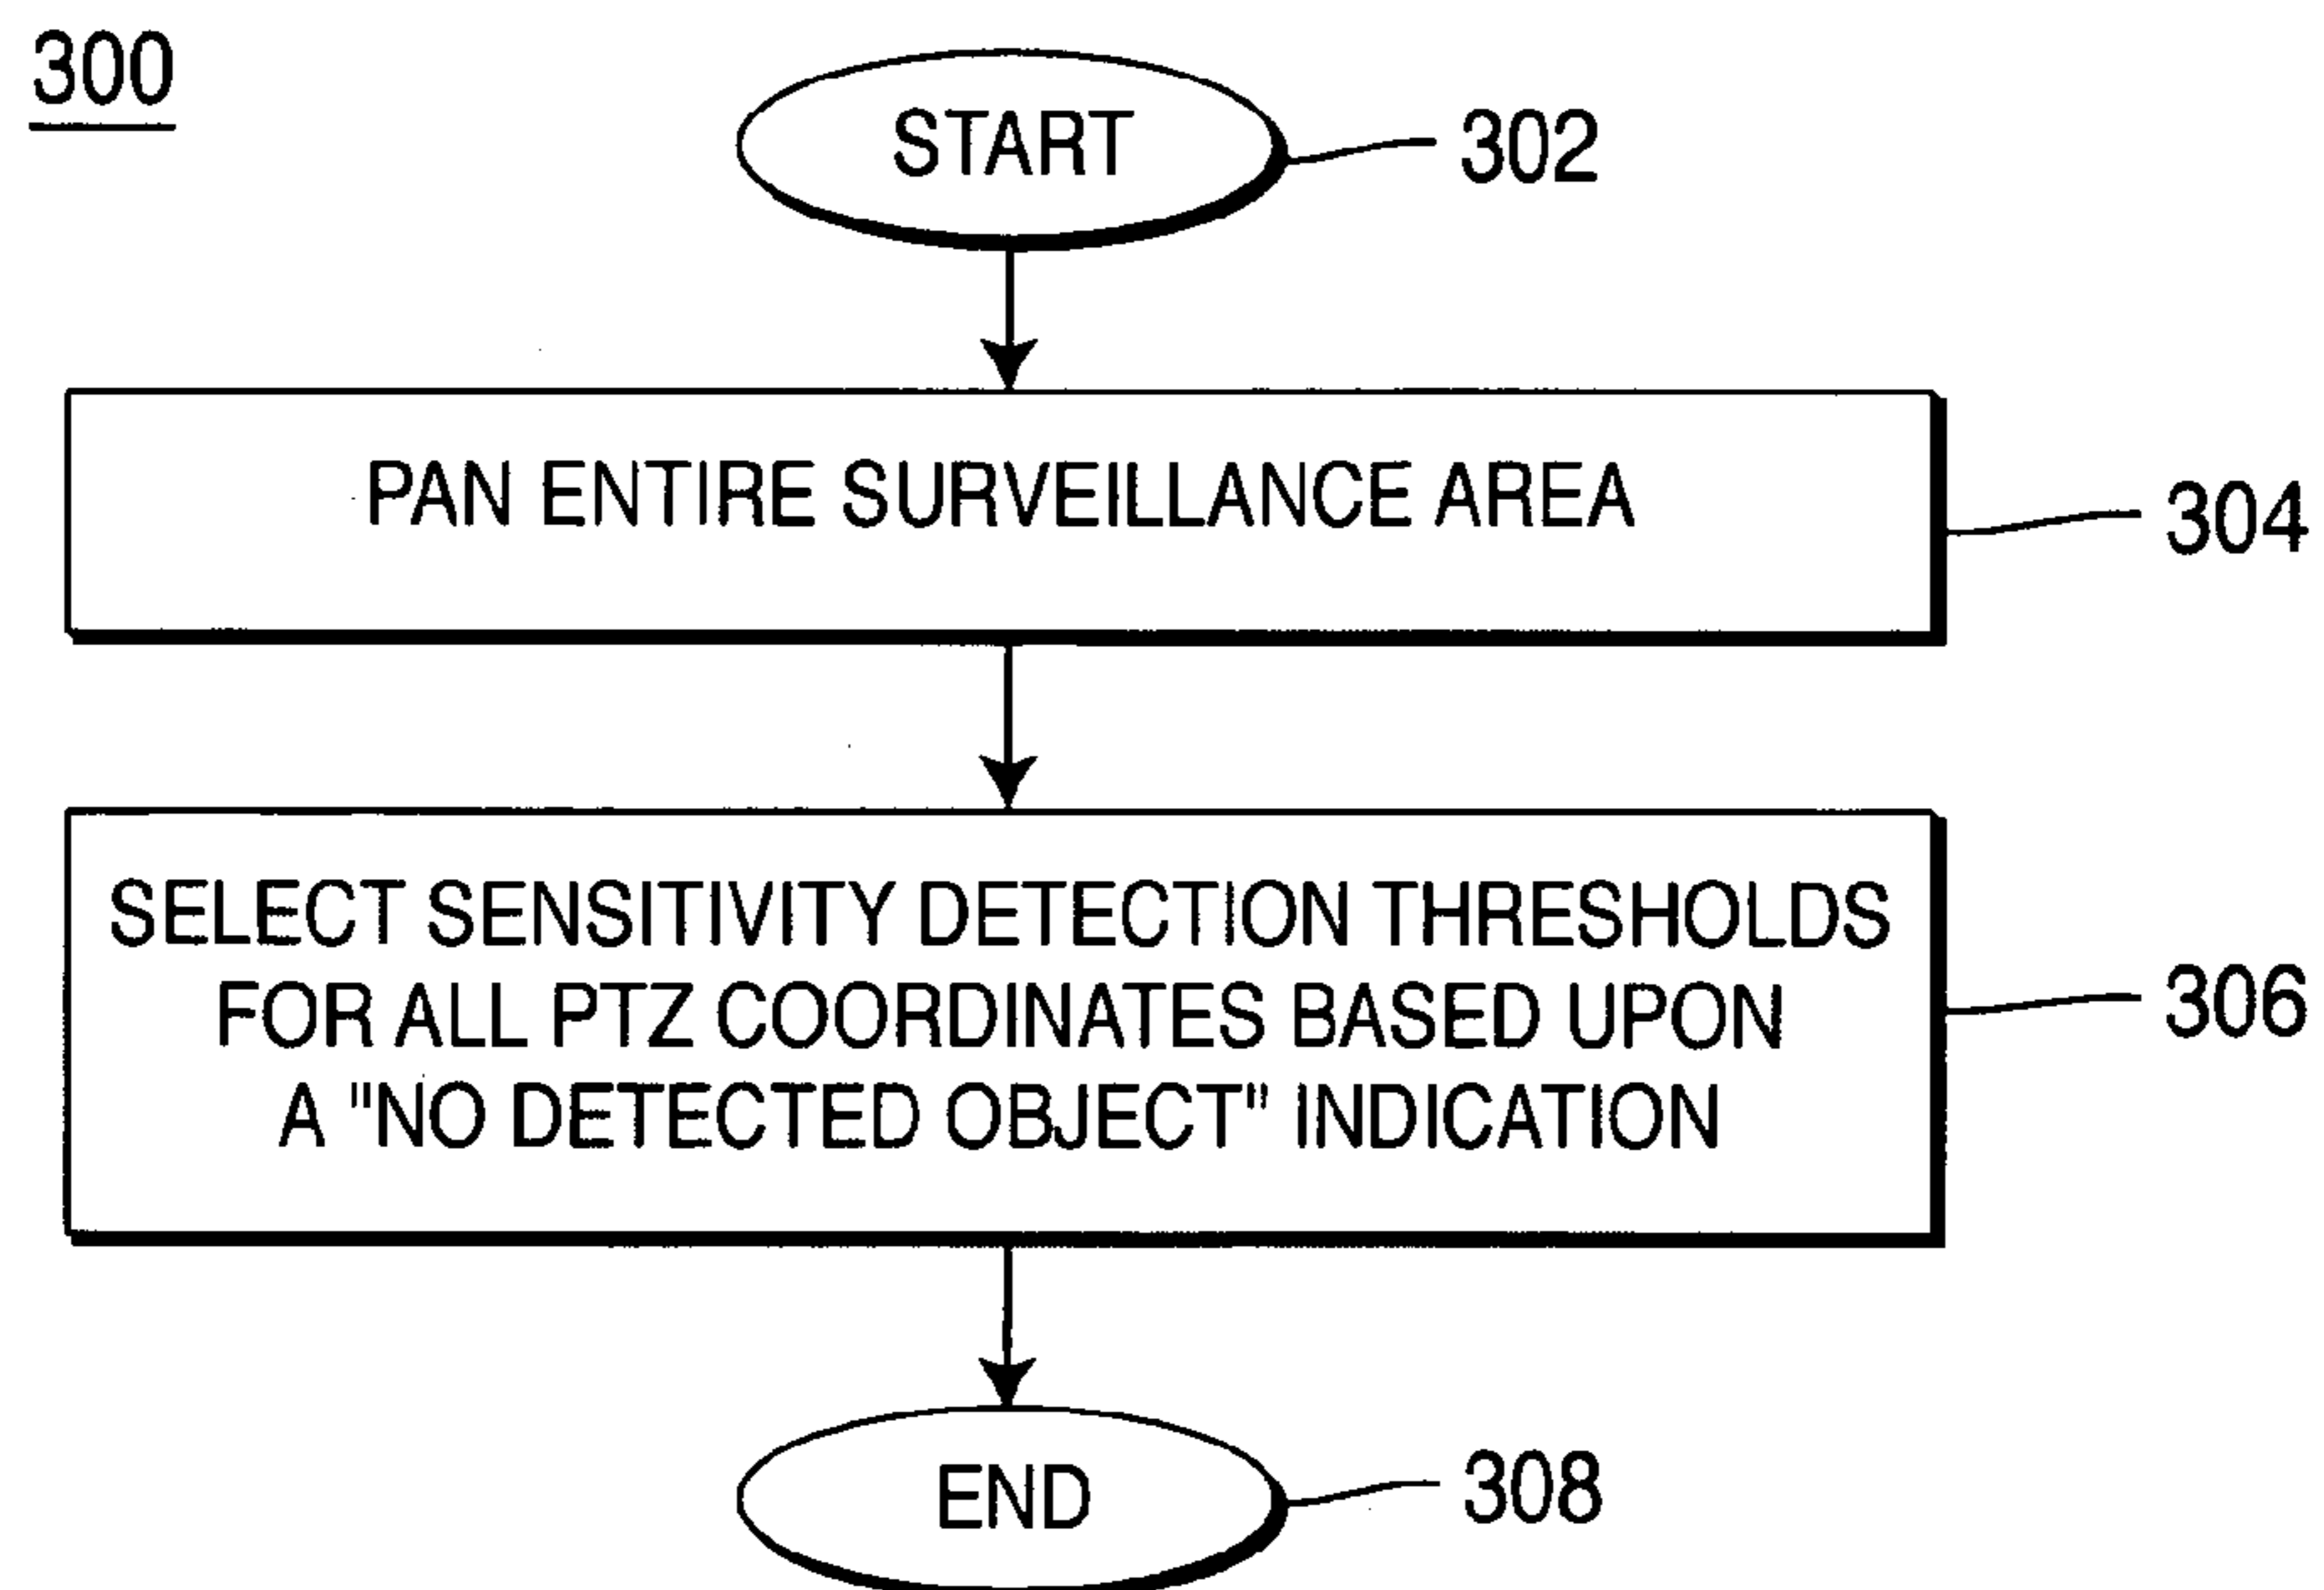 300
START
302
PAN ENTIRE SURVEILLANCE AREA
304
SELECT SENSITIVITY DETECTION THRESHOLDS
FOR ALL PTZ COORDINATES BASED UPON
A "NO DETECTED OBJECT" INDICATION
306
END
308